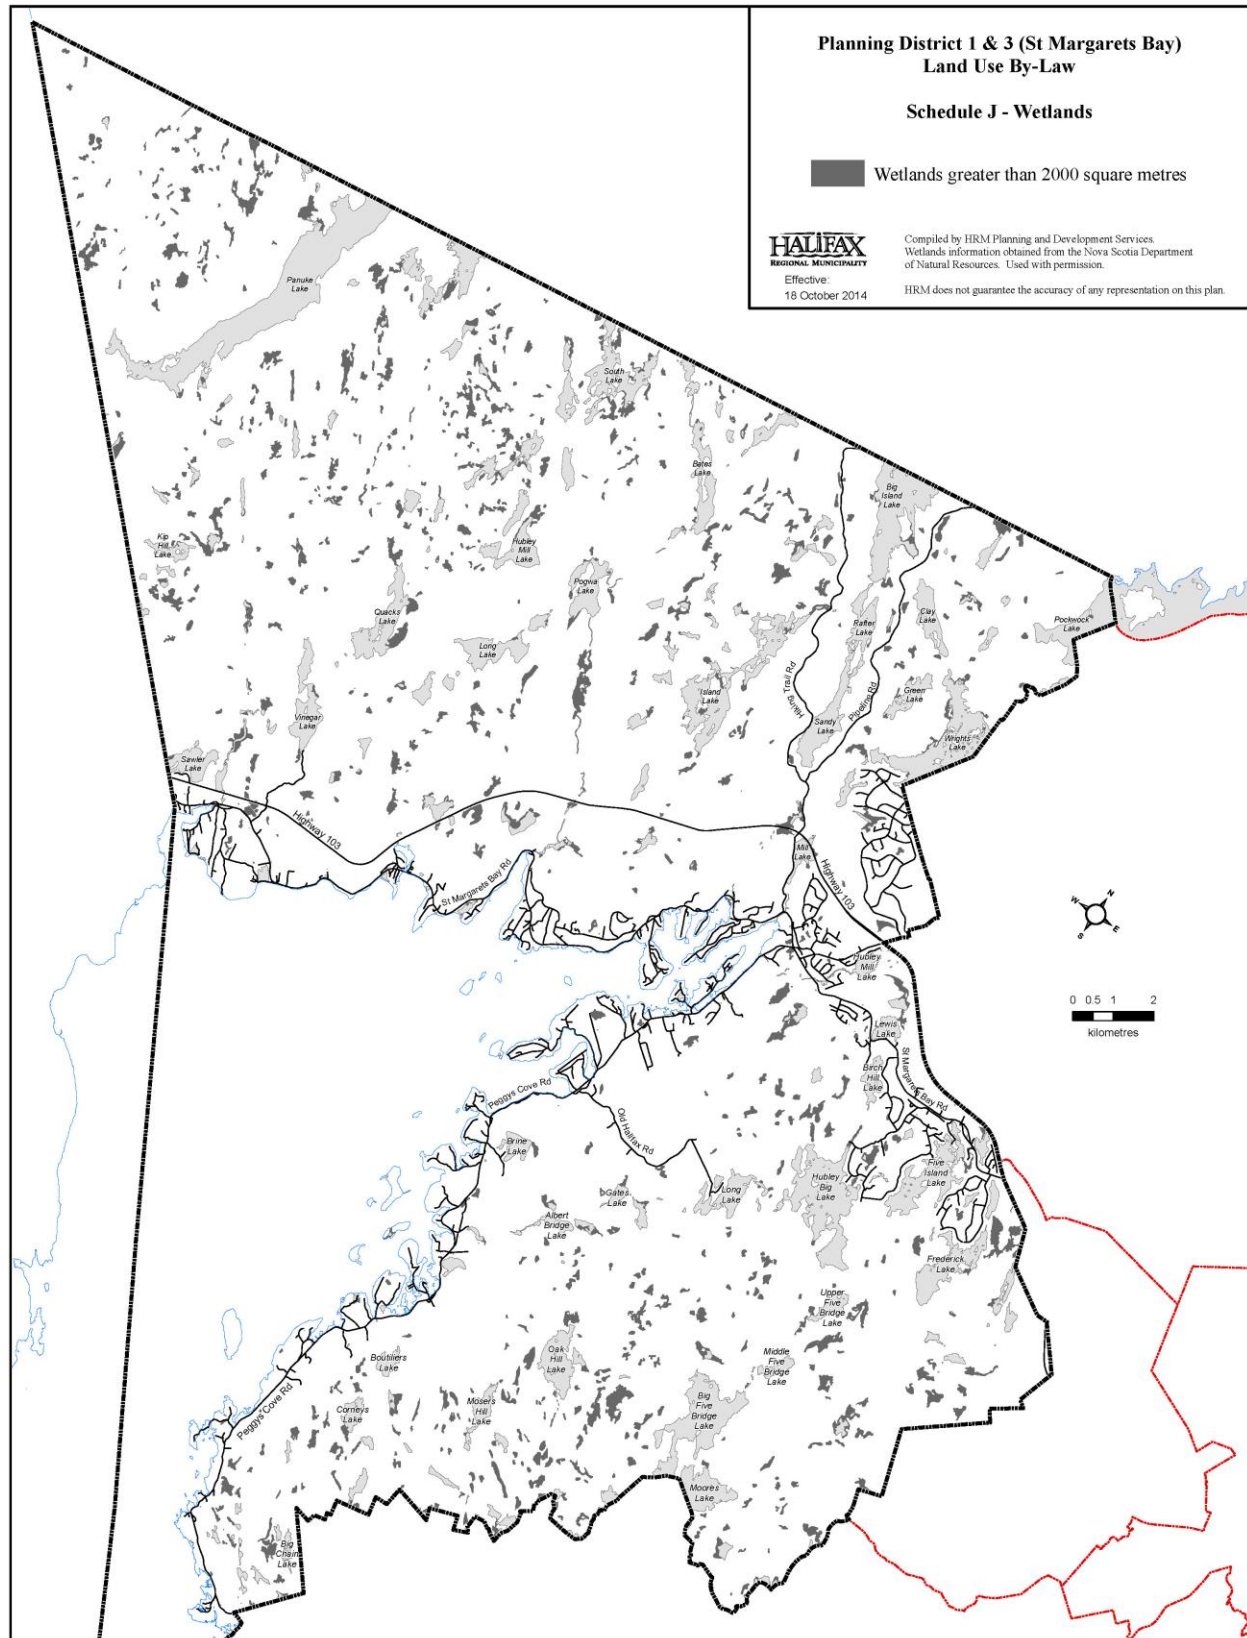 Planning District 1 & 3 (St Margarets Bay)
Land Use By-Law
Schedule J - Wetlands
Wetlands greater than 2000 square metres
HALIFAX
REGIONAL MUNICIPALITY
Effective:
18 October 2014
Compiled by HRM Planning and Development Services.
Wetlands information obtained from the Nova Scotia Department
of Natural Resources. Used with permission.
HRM does not guarantee the accuracy of any representation on this plan.
Panuke
Lake
South
Lake
Bates
Lake
Big
Island
Lake
Kip
Hill
Lake
Hubley
Mill
Lake
Pogwa
Lake
Quacks
Lake
Rafter
Lake
Clay
Lake
Pockwock
Lake
Long
Lake
Island
Lake
Hiking Trail Rd
Pipeline Rd
Green
Lake
Vinegar
Lake
Sandy
Lake
Wrights
Lake
Sawler
Lake
Highway 103
Mill
Lake
Highway 103
St Margarets Bay Rd
N
W
E
S
Hubley
Mill
Lake
0 0.5 1 2
kilometres
Lewis
Lake
Birch
Hill
Lake
St Margarets Bay Rd
Peggys Cove Rd
Old Halifax Rd
Brine
Lake
Five
Island
Lake
Hubley
Big
Lake
Gates
Lake
Long
Lake
Albert
Bridge
Lake
Frederick
Lake
Upper
Five
Bridge
Lake
Oak
Hill
Lake
Boutiliers
Lake
Middle
Five
Bridge
Lake
Peggys Cove Rd
Corneys
Lake
Mosers
Hill
Lake
Big
Five
Bridge
Lake
Moores
Lake
Big
Chain
Lake